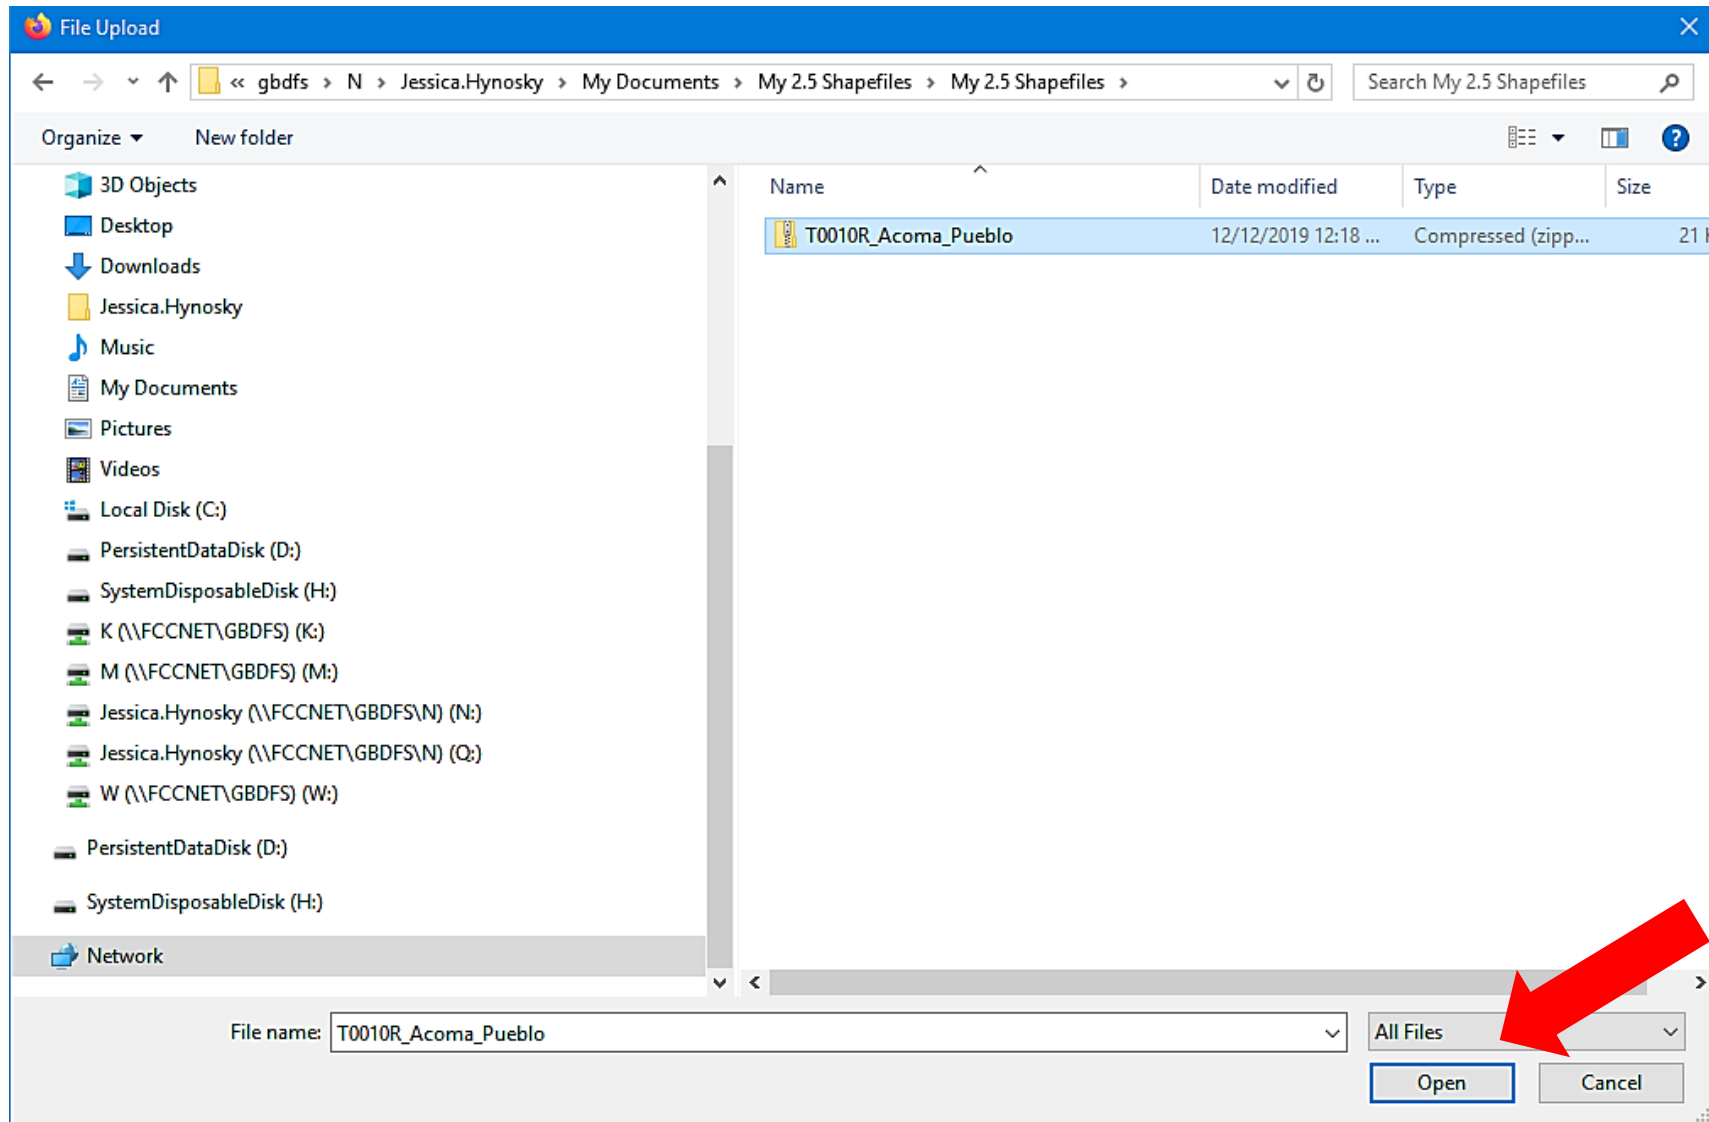 File Upload
« gbdfs > N > Jessica.Hynosky > My Documents > My 2.5 Shapefiles > My 2.5 Shapefiles >
Search My 2.5 Shapefiles
Organize
New folder
?
3D Objects
Desktop
Downloads
Jessica.Hynosky
Music
My Documents
Pictures
Videos
Local Disk (C:)
PersistentDataDisk (D:)
SystemDisposableDisk (H:)
K (\\FCCNET\GBDFS) (K:)
M (\\FCCNET\GBDFS) (M:)
Jessica.Hynosky (\\FCCNET\GBDFS\N) (N:)
Jessica.Hynosky (\\FCCNET\GBDFS\N) (Q:)
W (\\FCCNET\GBDFS) (W:)
PersistentDataDisk (D:)
SystemDisposableDisk (H:)
Network
Name Date modified Type Size
T0010R_Acoma_Pueblo 12/12/2019 12:18 ... Compressed (zipp... 21
File name: T0010R_Acoma_Pueblo
All Files
Open Cancel